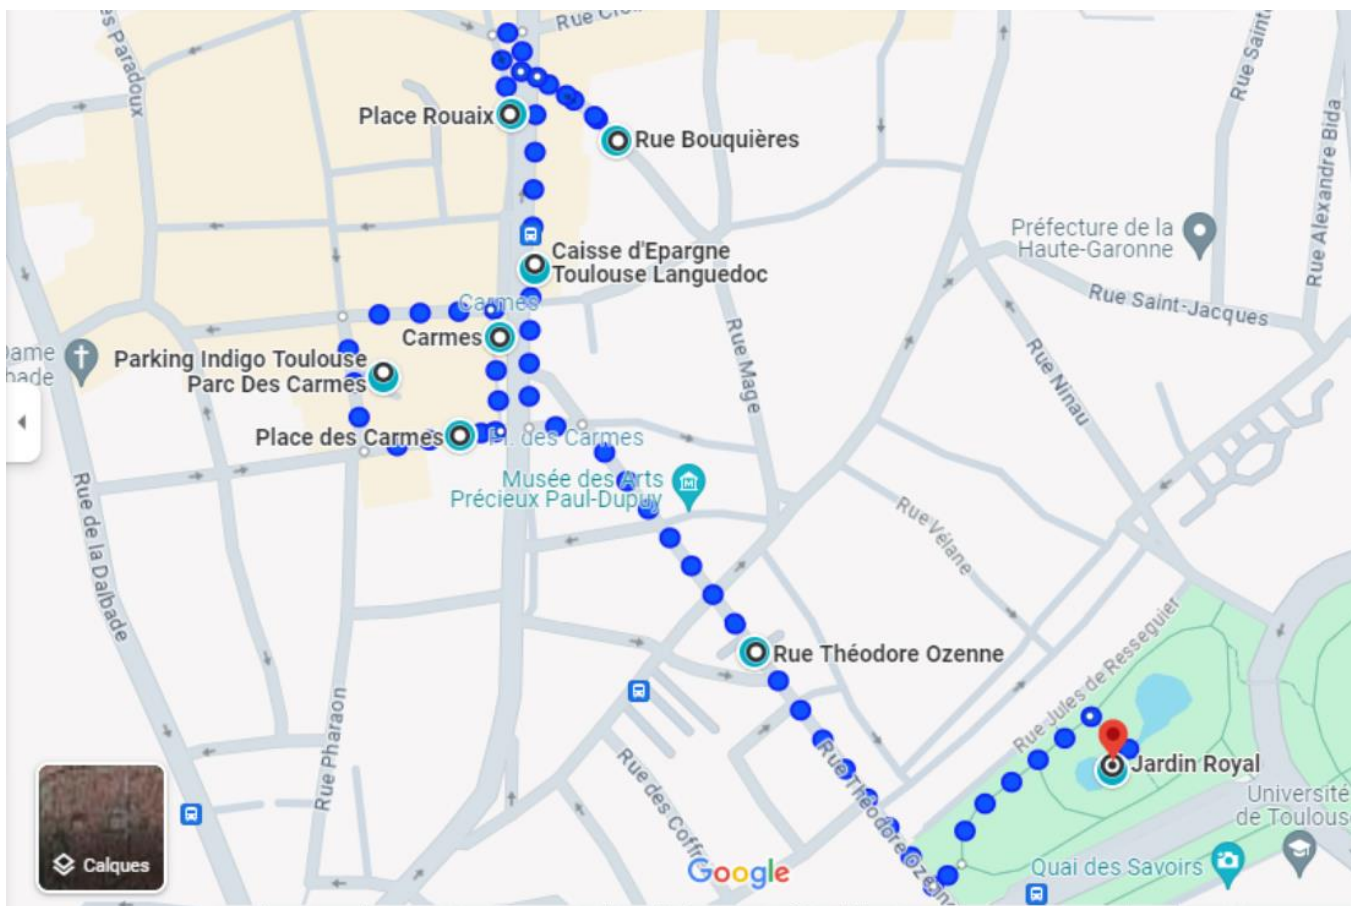 Rue Sainte
Paradoux
Place Rouaix
Rue Bouquières
Rue Alexandre Bida
Préfecture de la
Haute-Garonne
Caisse d'Epargne
Toulouse Languedoc
Rue Saint-Jacques
Carmes
Carmes
Rue Mage
Rue Ninau
Parking Indigo Toulouse
Parc Des Carmes
Place des Carmes
Pl. des Carmes
Musée des Arts
Précieux Paul-Dupuy
Rue de la Dalbade
Rue Vélane
Rue Théodore Ozenne
Rue Jules de Resseguier
Rue Pharaon
Jardin Royal
Rue Théodore Ozenne
Rue des Coffr
Université
de Toulous
Calques
Google
Quai des Savoirs